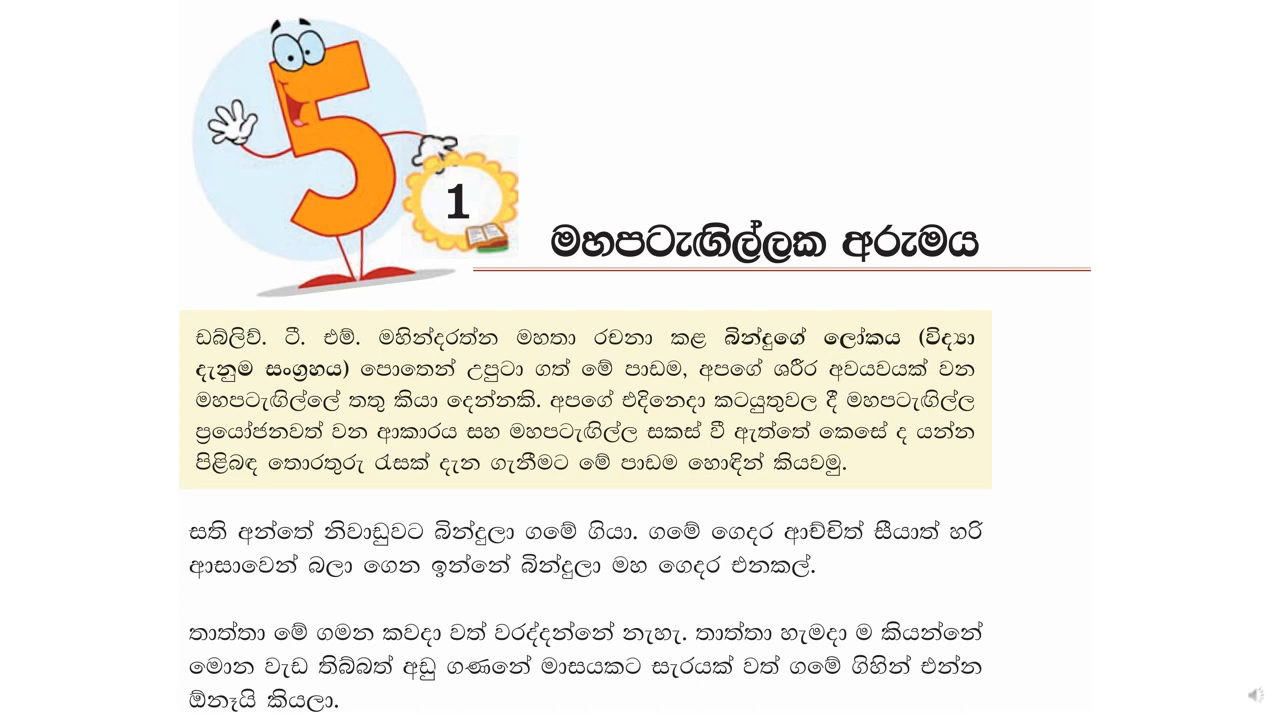 5
1
මහපටැඟිල්ලක අරුමය
ඩබ්ලිව්. ටී. එම්. මහින්දරත්න මහතා රචනා කළ බින්දුගේ ලෝකය (විද්‍යා
දැනුම සංග්‍රහය) පොතෙන් උපුටා ගත් මේ පාඩම, අපගේ ශරීර අවයවයක් වන
මහපටැඟිල්ලේ තතු කියා දෙන්නකි. අපගේ එදිනෙදා කටයුතුවල දී මහපටැඟිල්ල
ප්‍රයෝජනවත් වන ආකාරය සහ මහපටැඟිල්ල සකස් වී ඇත්තේ කෙසේ ද යන්න
පිළිබඳ තොරතුරු රැසක් දැන ගැනීමට මේ පාඩම හොඳින් කියවමු.
සති අන්තේ නිවාඩුවට බින්දුලා ගමේ ගියා. ගමේ ගෙදර ආච්චිත් සීයාත් හරි
ආසාවෙන් බලා ගෙන ඉන්නේ බින්දුලා මහ ගෙදර එනකල්.
තාත්තා මේ ගමන කවදා වත් වරද්දන්නේ නැහැ. තාත්තා හැමදා ම කියන්නේ
මොන වැඩ තිබ්බත් අඩු ගණනේ මාසයකට සැරයක් වත් ගමේ ගිහින් එන්න
ඕනෑයි කියලා.